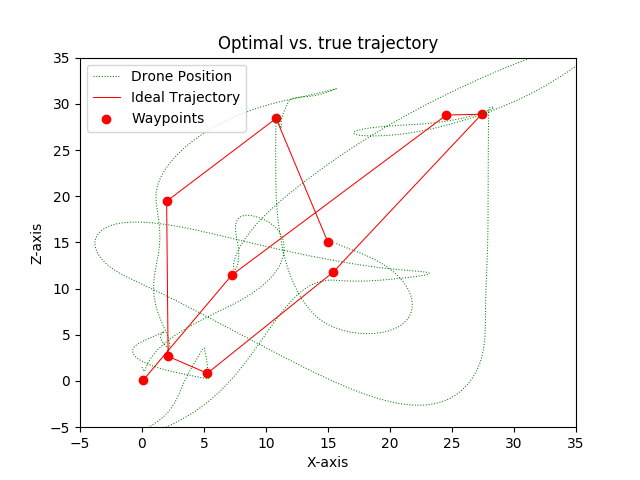 Optimal vs. true trajectory
Drone Position
Ideal Trajectory
Waypoints
Z-axis
35
30
25
20
15
10
5
0
−5
−5 0 5 10 15 20 25 30 35
X-axis